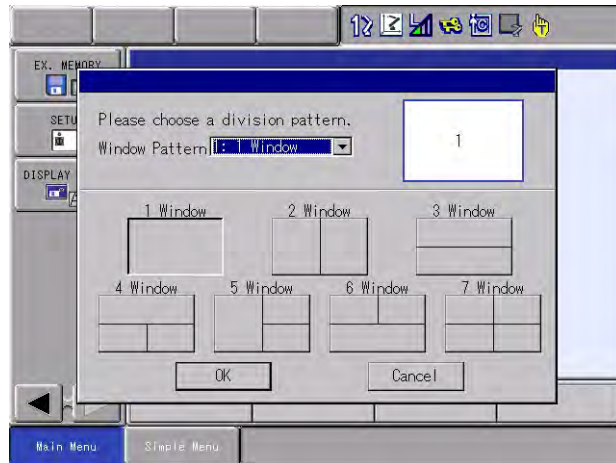 EX. MEMORY
SETU
DISPLAY
Please choose a division pattern.
Window Pattern 1: 1 Window
1
1 Window
2 Window
3 Window
4 Window
5 Window
6 Window
7 Window
OK
Cancel
Main Menu
Simple Menu